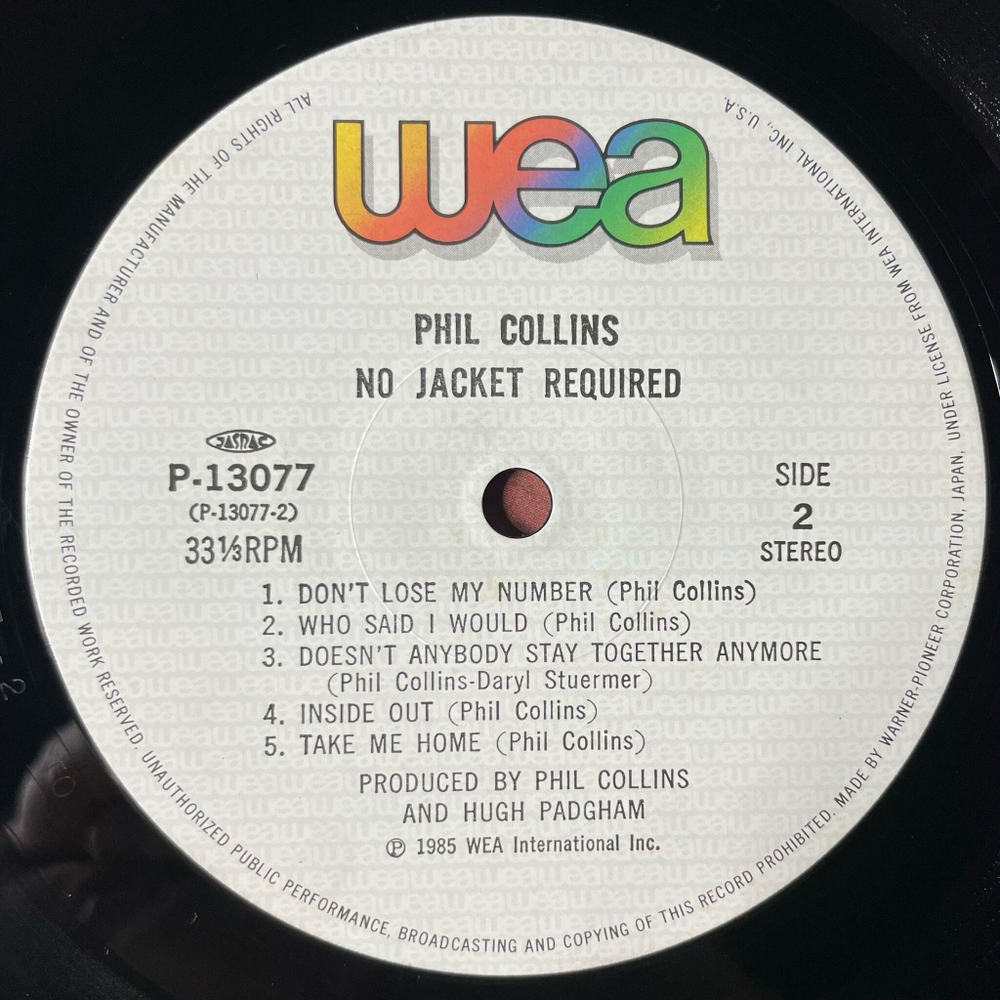 wea
PHIL COLLINS
NO JACKET REQUIRED
JASRAC
P-13077
(P-13077-2)
33⅓RPM
SIDE
2
STEREO
1. DON'T LOSE MY NUMBER (Phil Collins)
2. WHO SAID I WOULD (Phil Collins)
3. DOESN'T ANYBODY STAY TOGETHER ANYMORE
(Phil Collins-Daryl Stuermer)
4. INSIDE OUT (Phil Collins)
5. TAKE ME HOME (Phil Collins)
PRODUCED BY PHIL COLLINS
AND HUGH PADGHAM
℗ 1985 WEA International Inc.
ALL RIGHTS OF THE MANUFACTURER AND OF THE OWNER OF THE RECORDED WORK RESERVED. UNAUTHORIZED PUBLIC PERFORMANCE, BROADCASTING AND COPYING OF THIS RECORD PROHIBITED. MADE BY WARNER-PIONEER CORPORATION, JAPAN, UNDER LICENSE FROM WEA INTERNATIONAL INC., U.S.A.